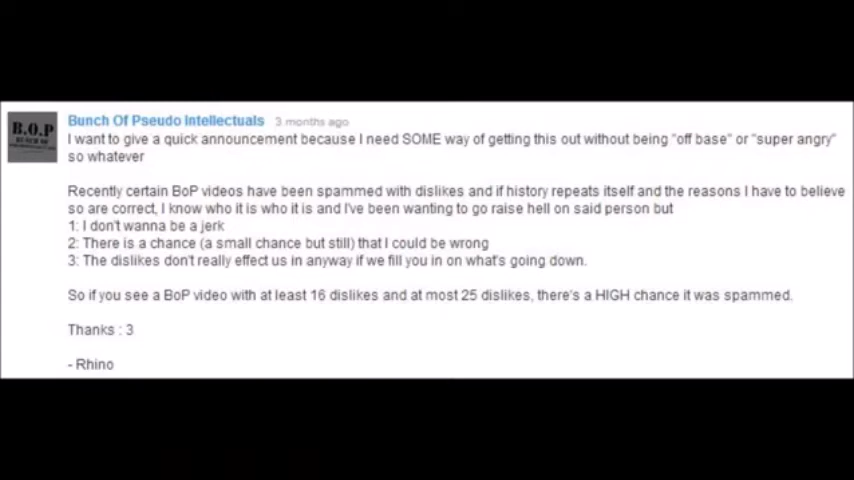 B.O.P
BUNCH OF
Bunch Of Pseudo Intellectuals 3 months ago
I want to give a quick announcement because I need SOME way of getting this out without being "off base" or "super angry"
so whatever
Recently certain BoP videos have been spammed with dislikes and if history repeats itself and the reasons I have to believe
so are correct, I know who it is who it is and I've been wanting to go raise hell on said person but
1: I don't wanna be a jerk
2: There is a chance (a small chance but still) that I could be wrong
3: The dislikes don't really effect us in anyway if we fill you in on what's going down.
So if you see a BoP video with at least 16 dislikes and at most 25 dislikes, there's a HIGH chance it was spammed.
Thanks : 3
- Rhino